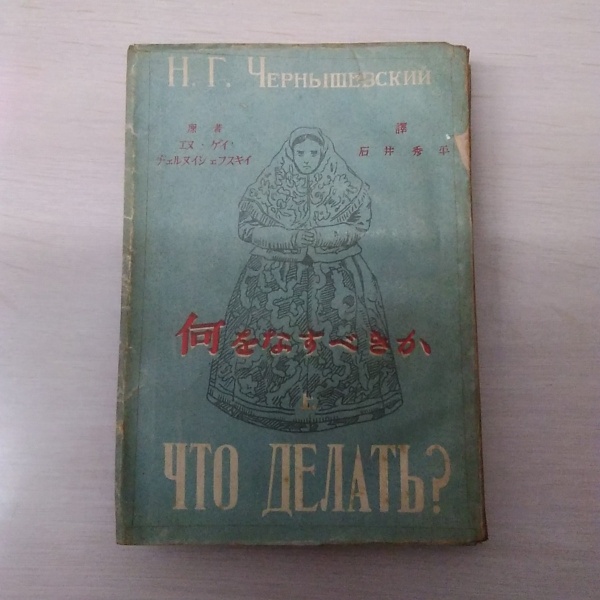 Н. Г. Чернышевский
原著
エヌ・ゲイ・
チェルヌイシェフスキイ
譯
石井秀平
何をなすべきか
上
ЧТО ДЕЛАТЬ?